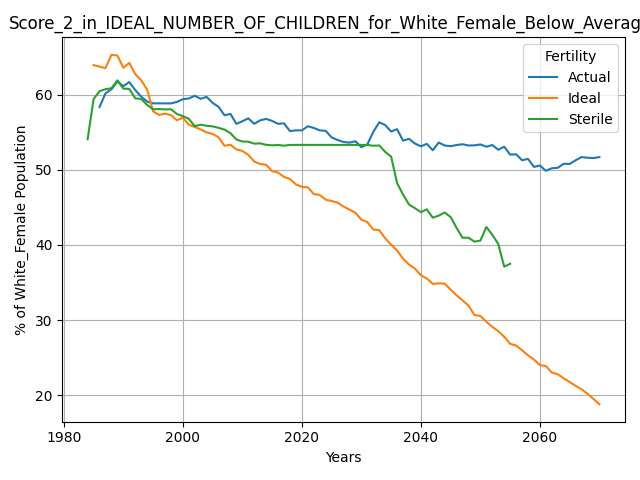 Score_2_in_IDEAL_NUMBER_OF_CHILDREN_for_White_Female_Below_Averag
Fertility
Actual
Ideal
Sterile
% of White_Female Population
60
50
40
30
20
1980
2000
2020
2040
2060
Years